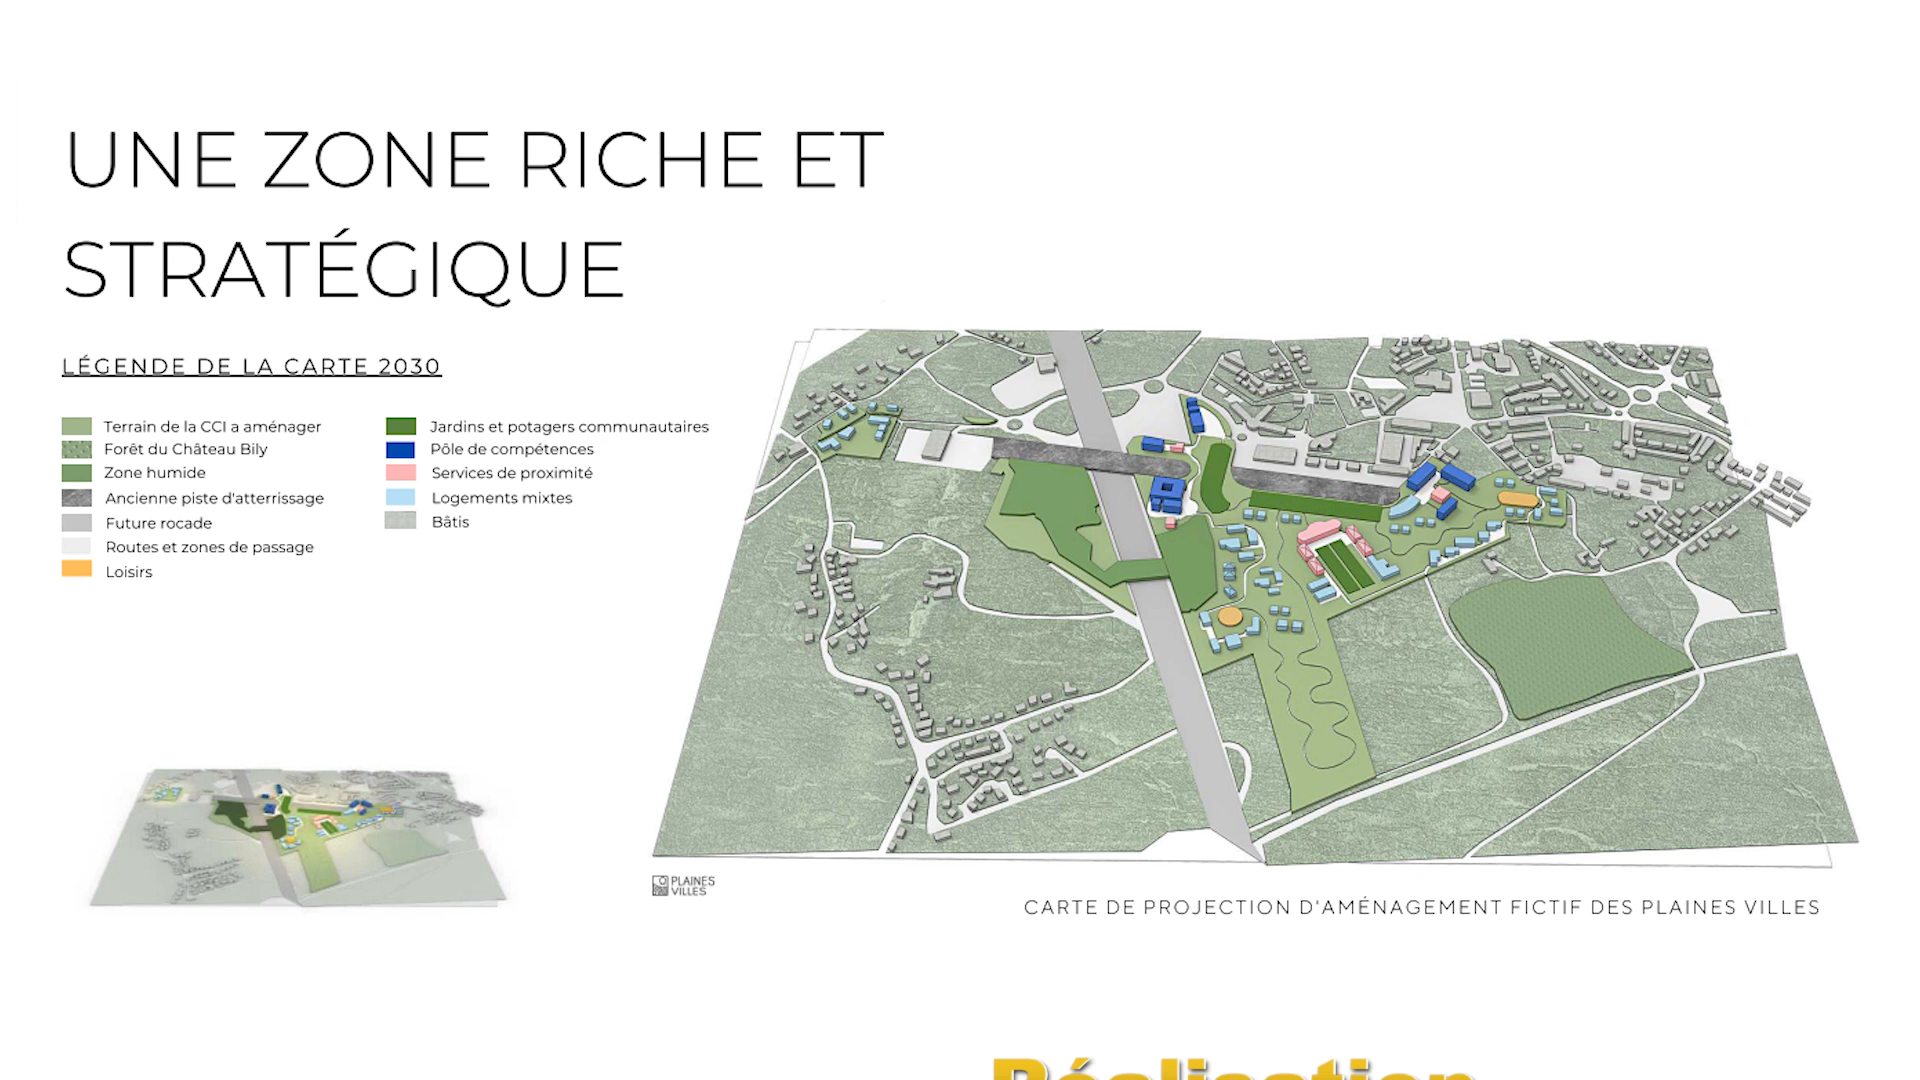 UNE ZONE RICHE ET
STRATÉGIQUE
LÉGENDE DE LA CARTE 2030
Terrain de la CCI a aménager
Forêt du Château Bily
Zone humide
Ancienne piste d'atterrissage
Future rocade
Routes et zones de passage
Loisirs
Jardins et potagers communautaires
Pôle de compétences
Services de proximité
Logements mixtes
Bâtis
PLAINES
VILLES
CARTE DE PROJECTION D'AMÉNAGEMENT FICTIF DES PLAINES VILLES
Réalisation